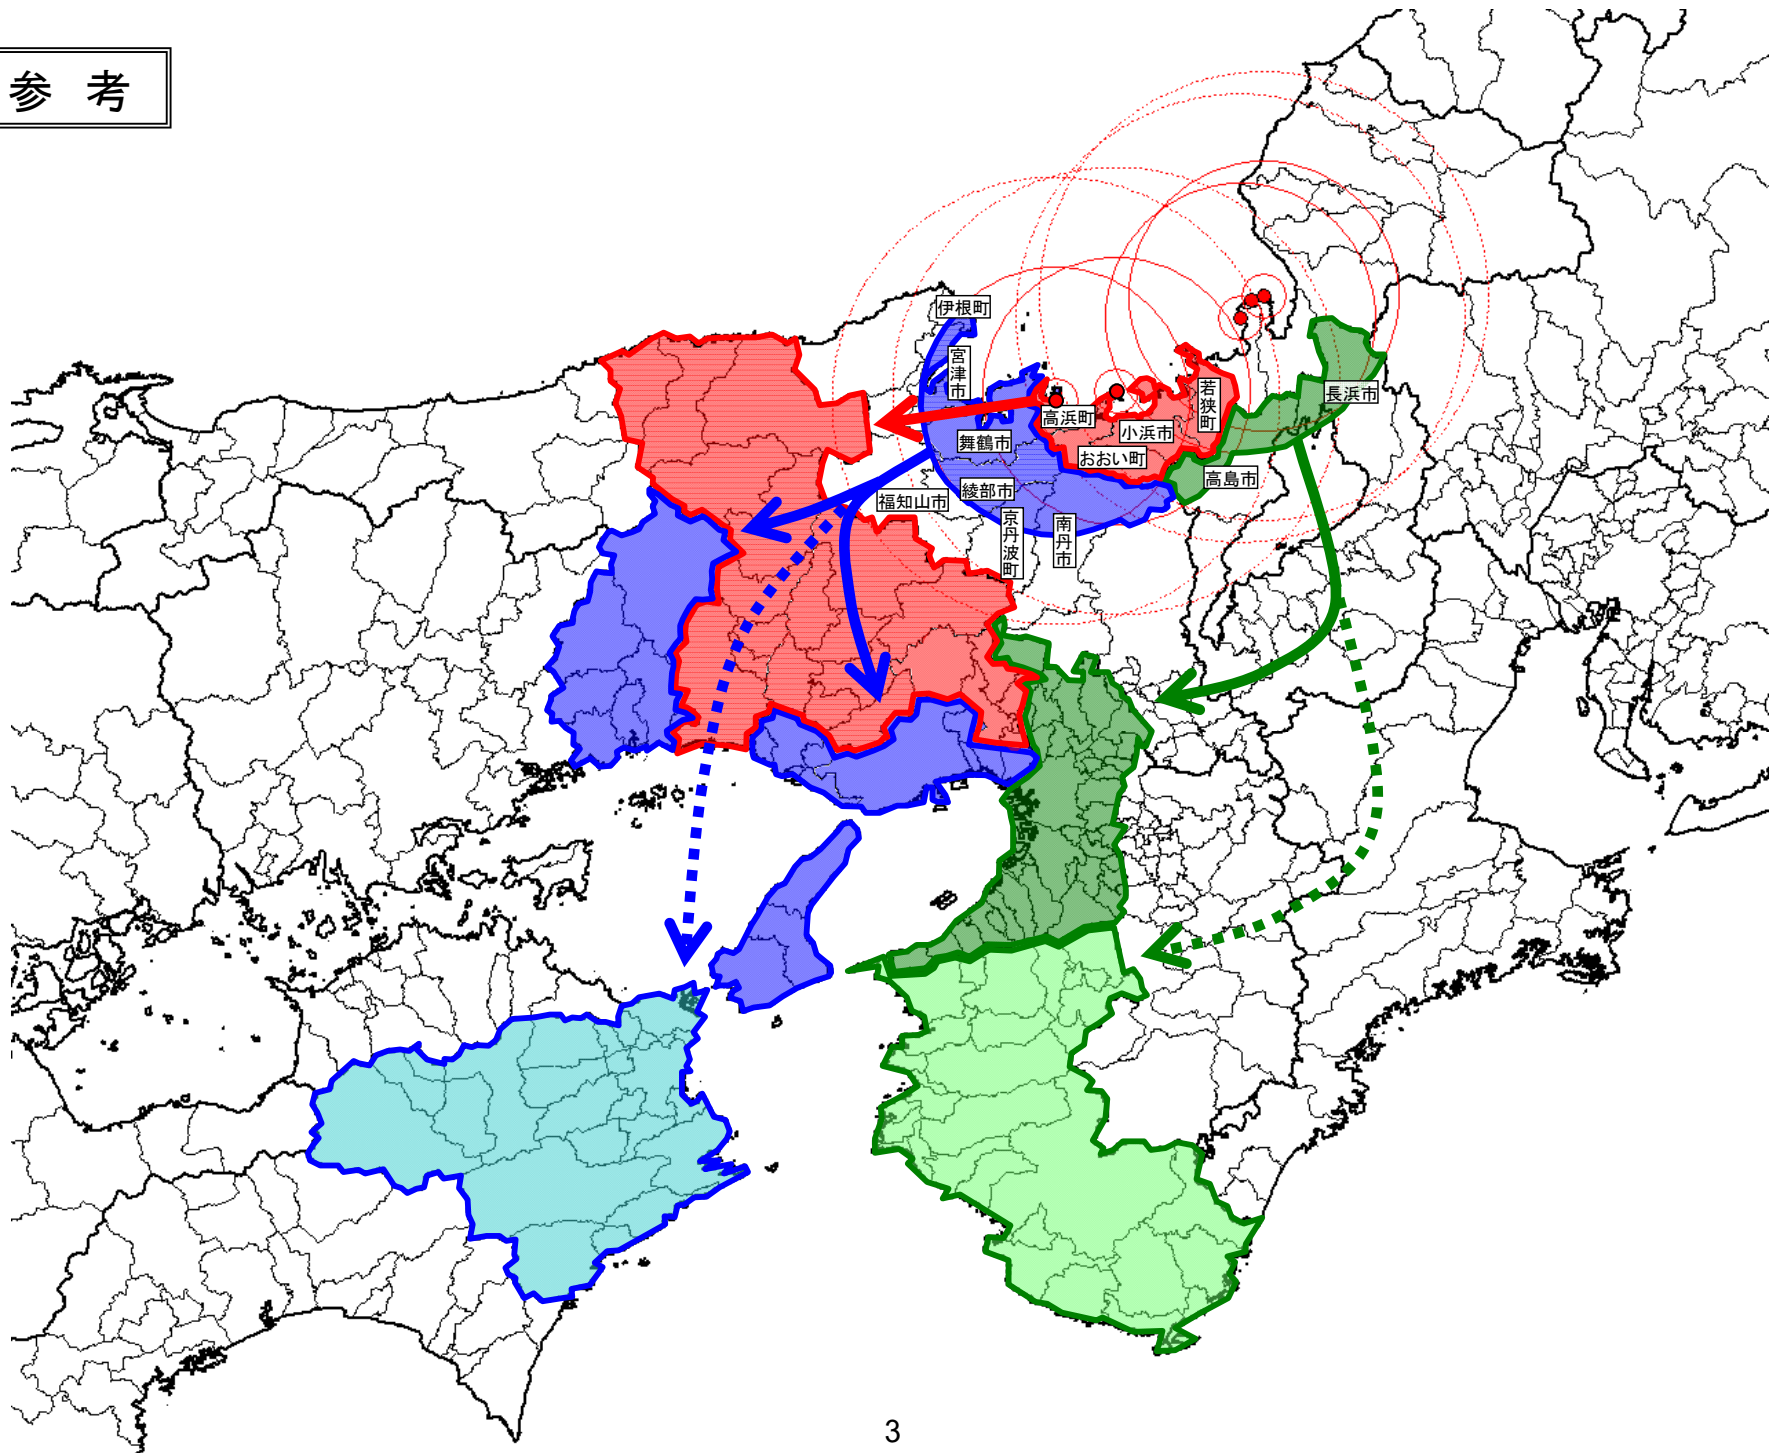 参 考
伊根町
宮津市
若狭町
長浜市
高浜町
小浜市
舞鶴市
おおい町
高島市
福知山市
綾部市
京丹波町
南丹市
3